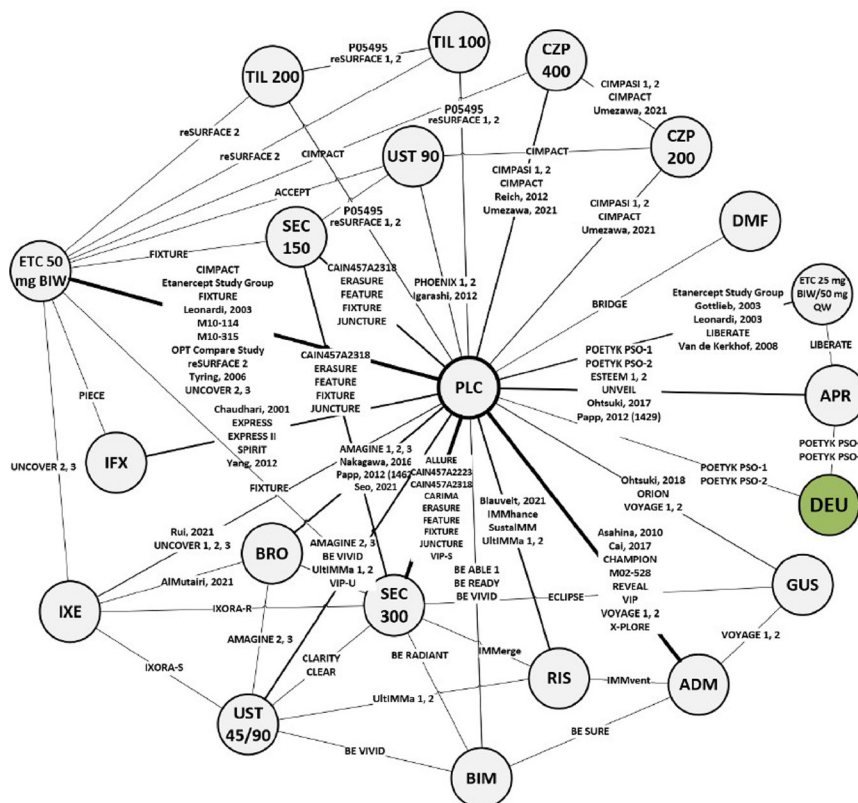 TIL 100
P05495
reSURFACE 1, 2
TIL 200
CZP
400
CIMPASI 1, 2
CIMPACT
Umezawa, 2021
P05495
reSURFACE 1, 2
reSURFACE 2
reSURFACE 2
CIMPACT
UST 90
CIMPACT
CZP
200
CIMPASI 1, 2
CIMPACT
Reich, 2012
Umezawa, 2021
ACCEPT
P05495
reSURFACE 1, 2
CIMPASI 1, 2
CIMPACT
Umezawa, 2021
DMF
SEC
150
ETC 50
mg BIW
FIXTURE
CIMPACT
Etanercept Study Group
FIXTURE
Leonardi, 2003
M10-114
M10-315
OPT Compare Study
reSURFACE 2
Tyring, 2006
UNCOVER 2, 3
CAIN457A2318
ERASURE
FEATURE
FIXTURE
JUNCTURE
PHOENIX 1, 2
Igarashi, 2012
BRIDGE
ETC 25 mg
BIW/50 mg
QW
Etanercept Study Group
Gottlieb, 2003
Leonardi, 2003
LIBERATE
Van de Kerkhof, 2008
LIBERATE
CAIN457A2318
ERASURE
FEATURE
FIXTURE
JUNCTURE
PLC
POETYK PSO-1
POETYK PSO-2
ESTEEM 1, 2
UNVEIL
Ohtsuki, 2017
Papp, 2012 (1429)
APR
PIECE
Chaudhari, 2001
EXPRESS
EXPRESS II
SPIRIT
Yang, 2012
IFX
POETYK PSO-
POETYK PSO-
AMAGINE 1, 2, 3
Nakagawa, 2016
Papp, 2012 (1462
Seo, 2021
UNCOVER 2, 3
FIXTURE
ALLURE
CAIN457A2223
CAIN457A2318
CARIMA
ERASURE
FEATURE
FIXTURE
JUNCTURE
VIP-S
POETYK PSO-1
POETYK PSO-2
DEU
Blauvelt, 2021
IMMhance
SustaIMM
UltIMMa 1, 2
Ohtsuki, 2018
ORION
VOYAGE 1, 2
Rui, 2021
UNCOVER 1, 2, 3
BRO
AMAGINE 2, 3
BE VIVID
UltIMMa 1, 2
VIP-U
Asahina, 2010
Cai, 2017
CHAMPION
M02-528
REVEAL
VIP
VOYAGE 1, 2
X-PLORE
AlMutairi, 2021
BE ABLE 1
BE READY
BE VIVID
ECLIPSE
GUS
IXE
IXORA-R
SEC
300
AMAGINE 2, 3
VOYAGE 1, 2
IXORA-S
CLARITY
CLEAR
BE RADIANT
IMMerge
RIS
IMMvent
ADM
UST
45/90
UltIMMa 1, 2
BE SURE
BE VIVID
BIM